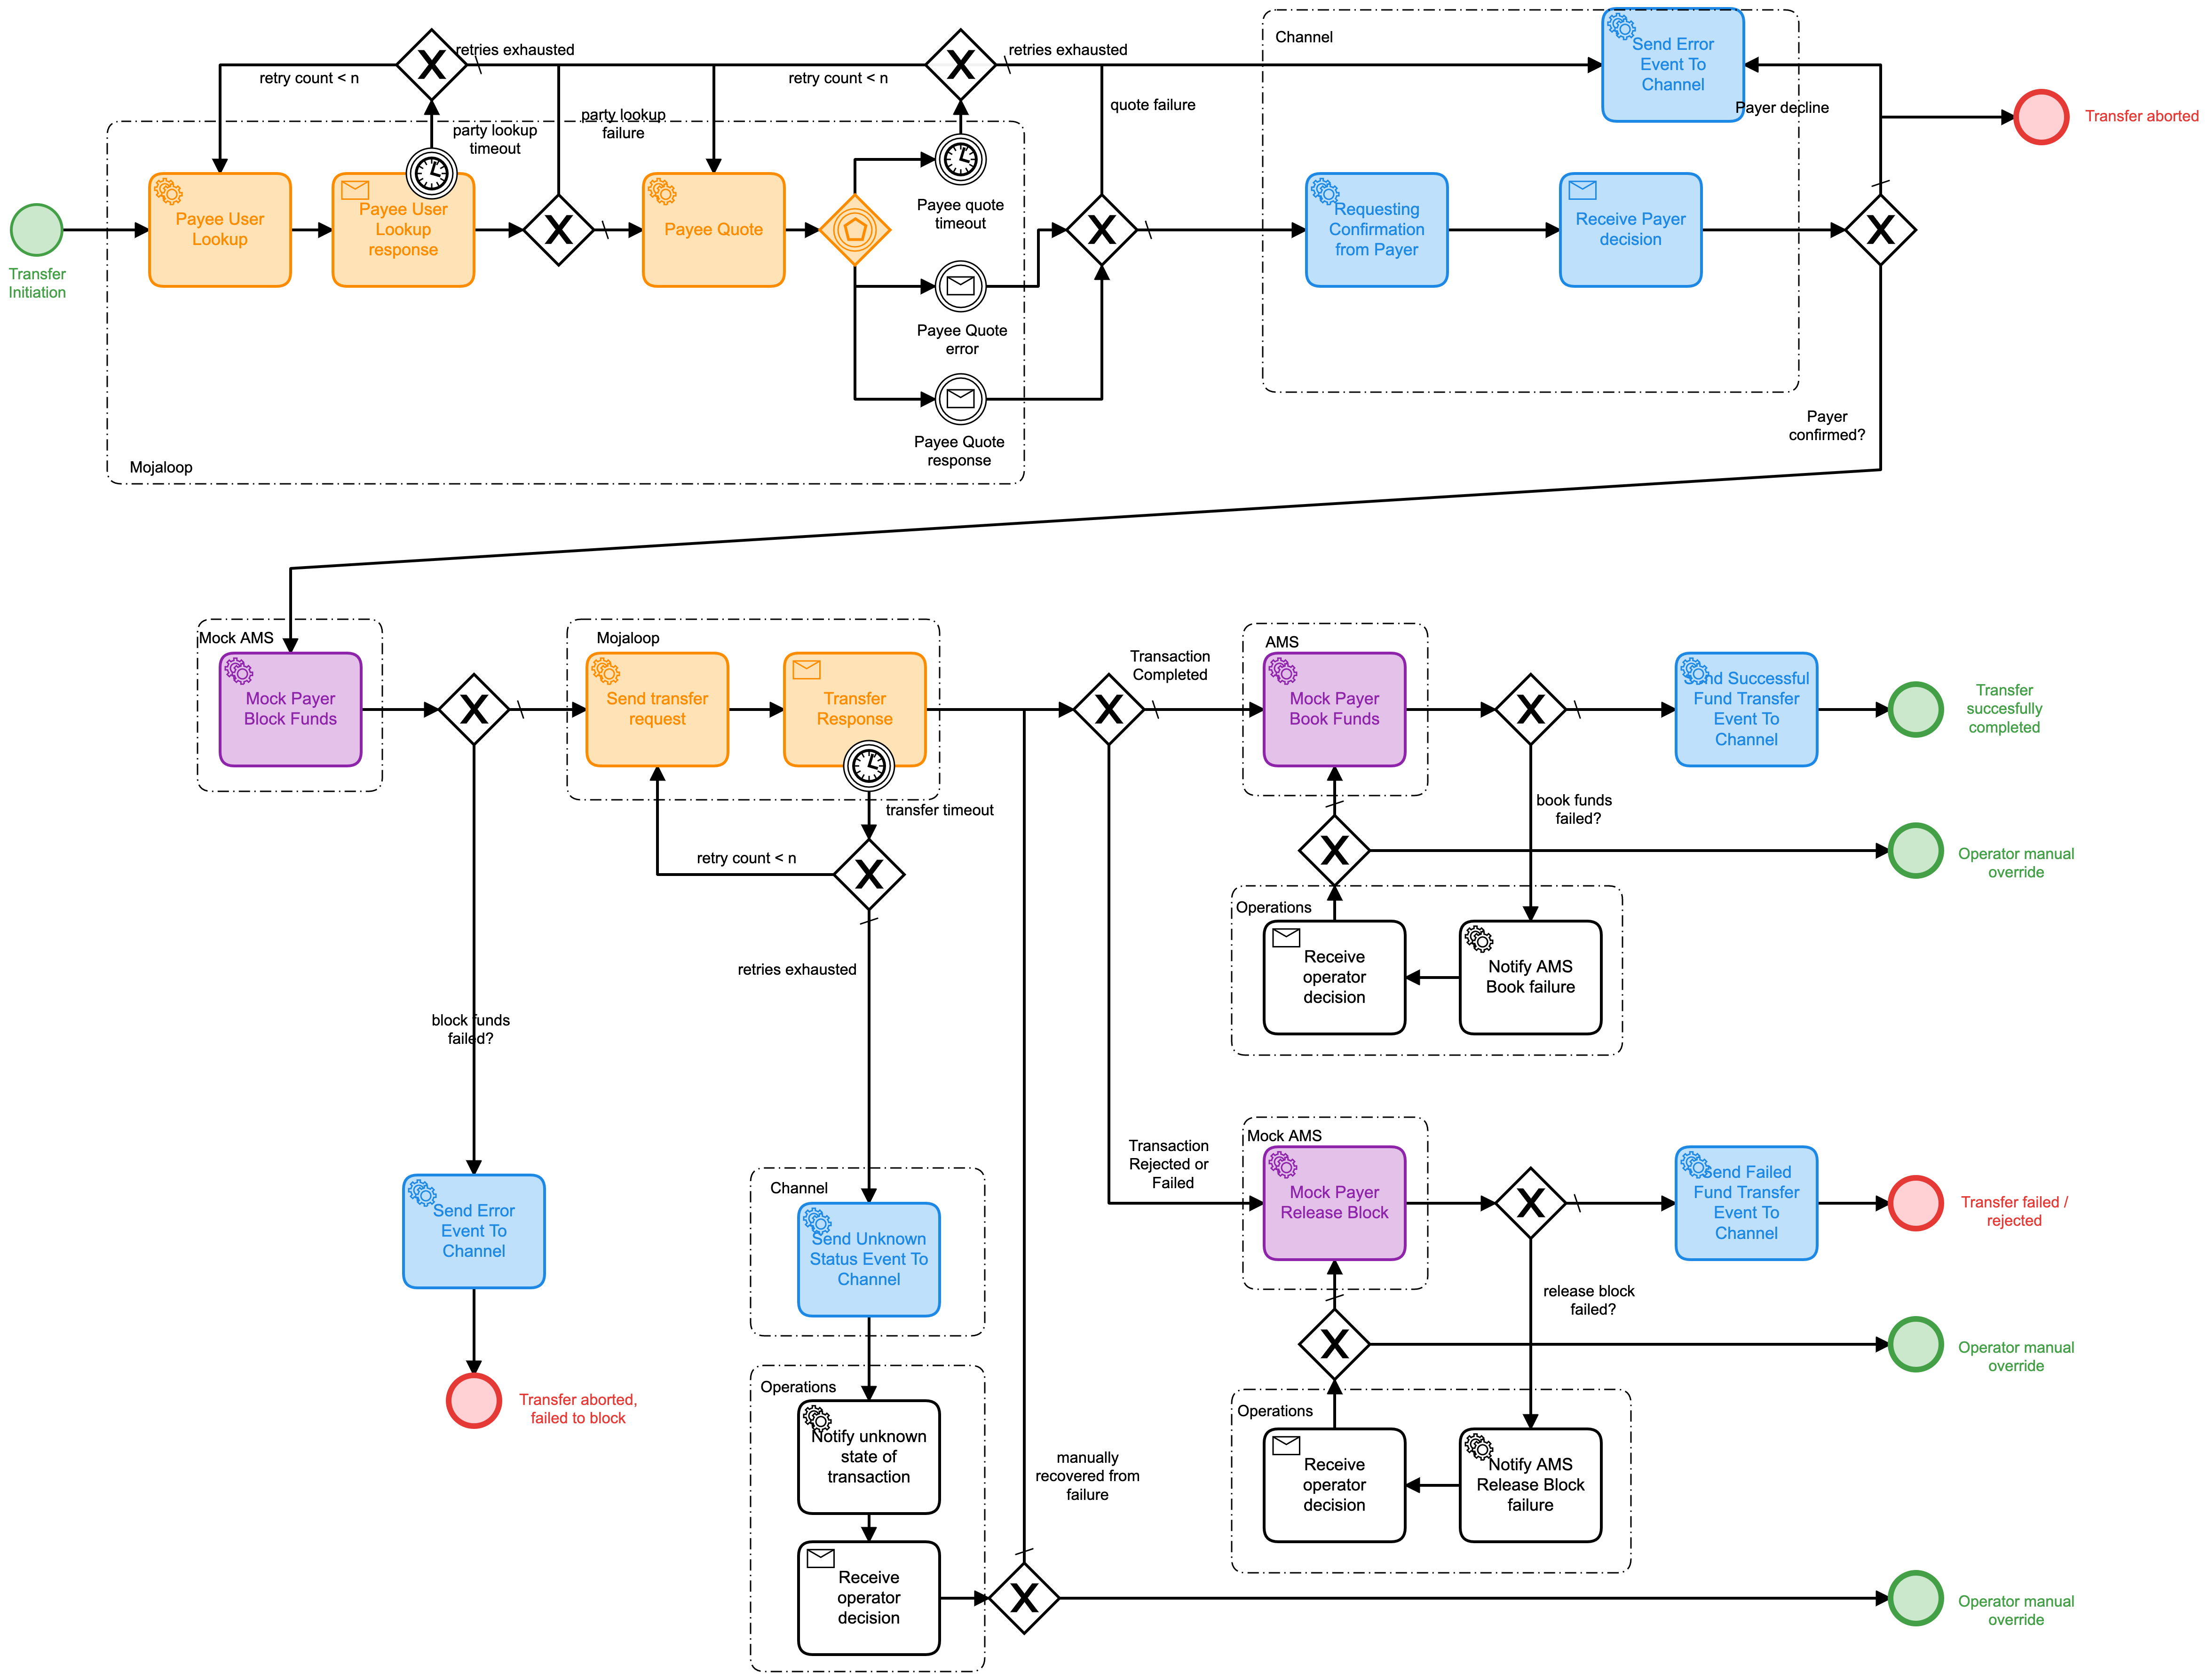 retries exhausted
retry count < n
party lookup
timeout
party lookup
failure
retry count < n
retries exhausted
quote failure
Channel
Send Error
Event To
Channel
Payer decline
Transfer aborted
Transfer
Initiation
Payee User
Lookup
Payee User
Lookup
response
Payee Quote
Payee quote
timeout
Payee Quote
error
Payee Quote
response
Mojaloop
Requesting
Confirmation
from Payer
Receive Payer
decision
Payer
confirmed?
Mock AMS
Mock Payer
Block Funds
Mojaloop
Send transfer
request
Transfer
Response
transfer timeout
retry count < n
retries exhausted
block funds
failed?
Send Error
Event To
Channel
Transfer aborted,
failed to block
Channel
Send Unknown
Status Event To
Channel
Operations
Notify unknown
state of
transaction
Receive
operator
decision
manually
recovered from
failure
Transaction
Completed
AMS
Mock Payer
Book Funds
Send Successful
Fund Transfer
Event To
Channel
Transfer
succesfully
completed
book funds
failed?
Operator manual
override
Operations
Receive
operator
decision
Notify AMS
Book failure
Transaction
Rejected or
Failed
Mock AMS
Mock Payer
Release Block
Send Failed
Fund Transfer
Event To
Channel
Transfer failed /
rejected
release block
failed?
Operator manual
override
Operations
Receive
operator
decision
Notify AMS
Release Block
failure
Operator manual
override